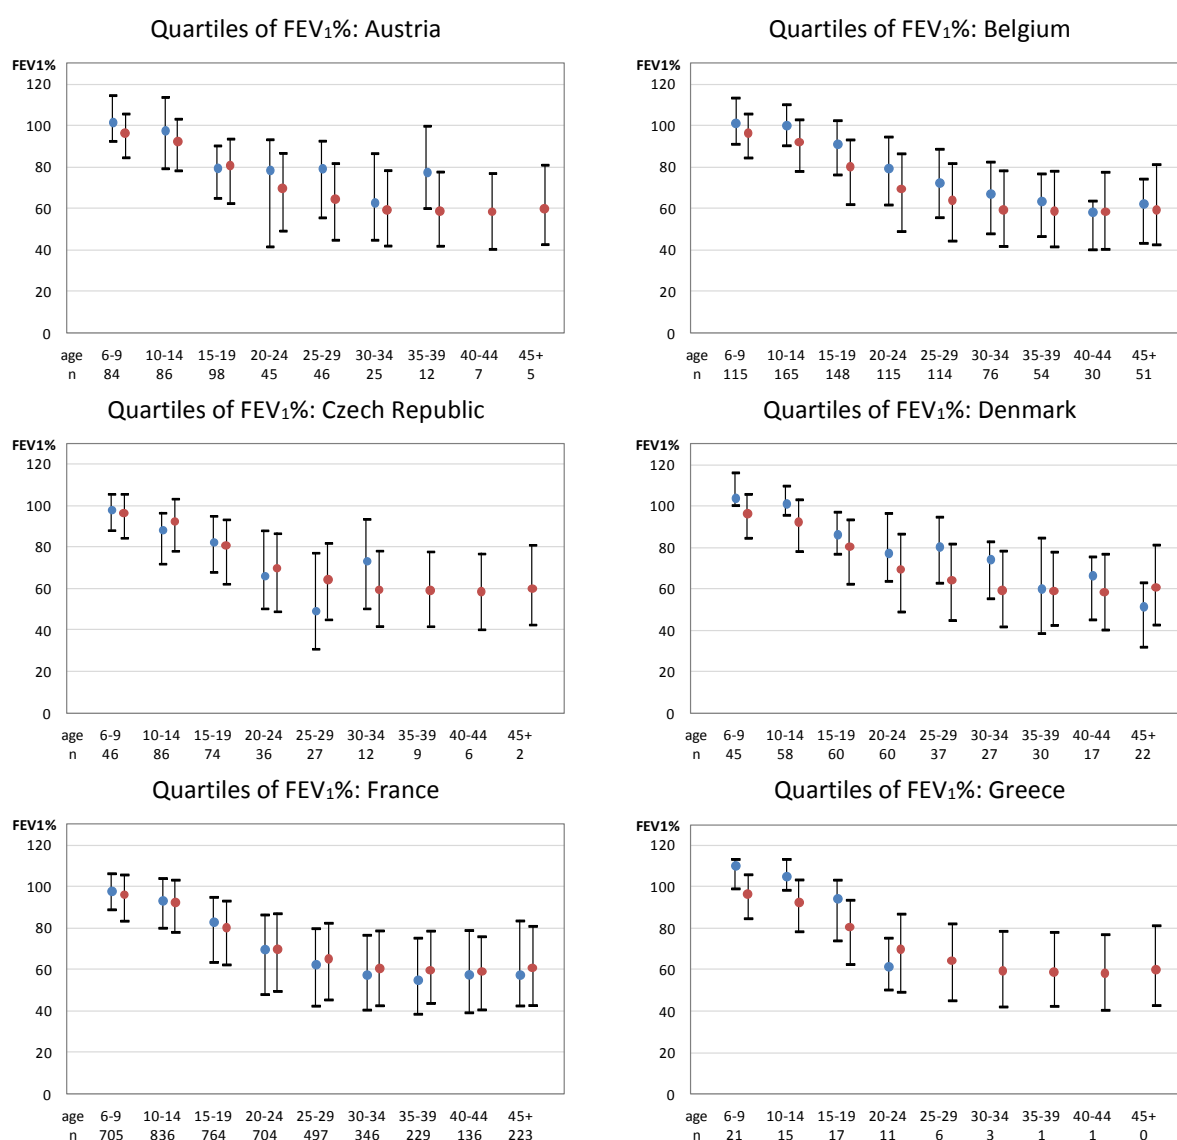 Quartiles of FEV₁%: Austria
FEV1%
120
100
80
60
40
20
0
age 6-9 10-14 15-19 20-24 25-29 30-34 35-39 40-44 45+
n 84 86 98 45 46 25 12 7 5
Quartiles of FEV₁%: Belgium
FEV1%
120
100
80
60
40
20
0
age 6-9 10-14 15-19 20-24 25-29 30-34 35-39 40-44 45+
n 115 165 148 115 114 76 54 30 51
Quartiles of FEV₁%: Czech Republic
FEV1%
120
100
80
60
40
20
0
age 6-9 10-14 15-19 20-24 25-29 30-34 35-39 40-44 45+
n 46 86 74 36 27 12 9 6 2
Quartiles of FEV₁%: Denmark
FEV1%
120
100
80
60
40
20
0
age 6-9 10-14 15-19 20-24 25-29 30-34 35-39 40-44 45+
n 45 58 60 60 37 27 30 17 22
Quartiles of FEV₁%: France
FEV1%
120
100
80
60
40
20
0
age 6-9 10-14 15-19 20-24 25-29 30-34 35-39 40-44 45+
n 705 836 764 704 497 346 229 136 223
Quartiles of FEV₁%: Greece
FEV1%
120
100
80
60
40
20
0
age 6-9 10-14 15-19 20-24 25-29 30-34 35-39 40-44 45+
n 21 15 17 11 6 3 1 1 0